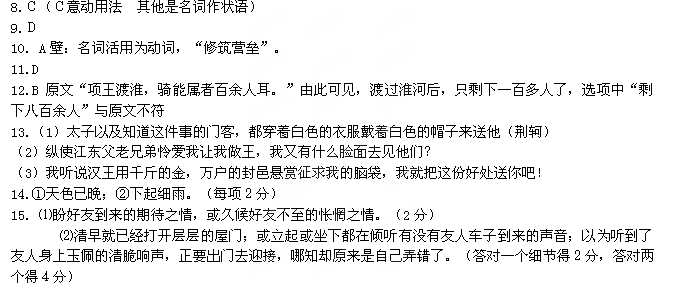 8. C（C意动用法　其他是名词作状语）
9. D
10. A壁：名词活用为动词，“修筑营垒”。
11.D
12.B 原文“项王渡淮，骑能属者百余人耳。”由此可见，渡过淮河后，只剩下一百多人了，选项中“剩
下八百余人”与原文不符
13.（1）太子以及知道这件事的门客，都穿着白色的衣服戴着白色的帽子来送他（荆轲）
（2）纵使江东父老兄弟怜爱我让我做王，我又有什么脸面去见他们？
（3）我听说汉王用千斤的金，万户的封邑悬赏征求我的脑袋，我就把这份好处送你吧！
14.①天色已晚；②下起细雨。（每项2分）
15. ⑴盼好友到来的期待之情，或久候好友不至的怅惘之情。（2分）
⑵清早就已经打开层层的屋门；或立起或坐下都在倾听有没有友人车子到来的声音；以为听到了
友人身上玉佩的清脆响声，正要出门去迎接，哪知却原来是自己弄错了。（答对一个细节得2分，答对两
个得4分）